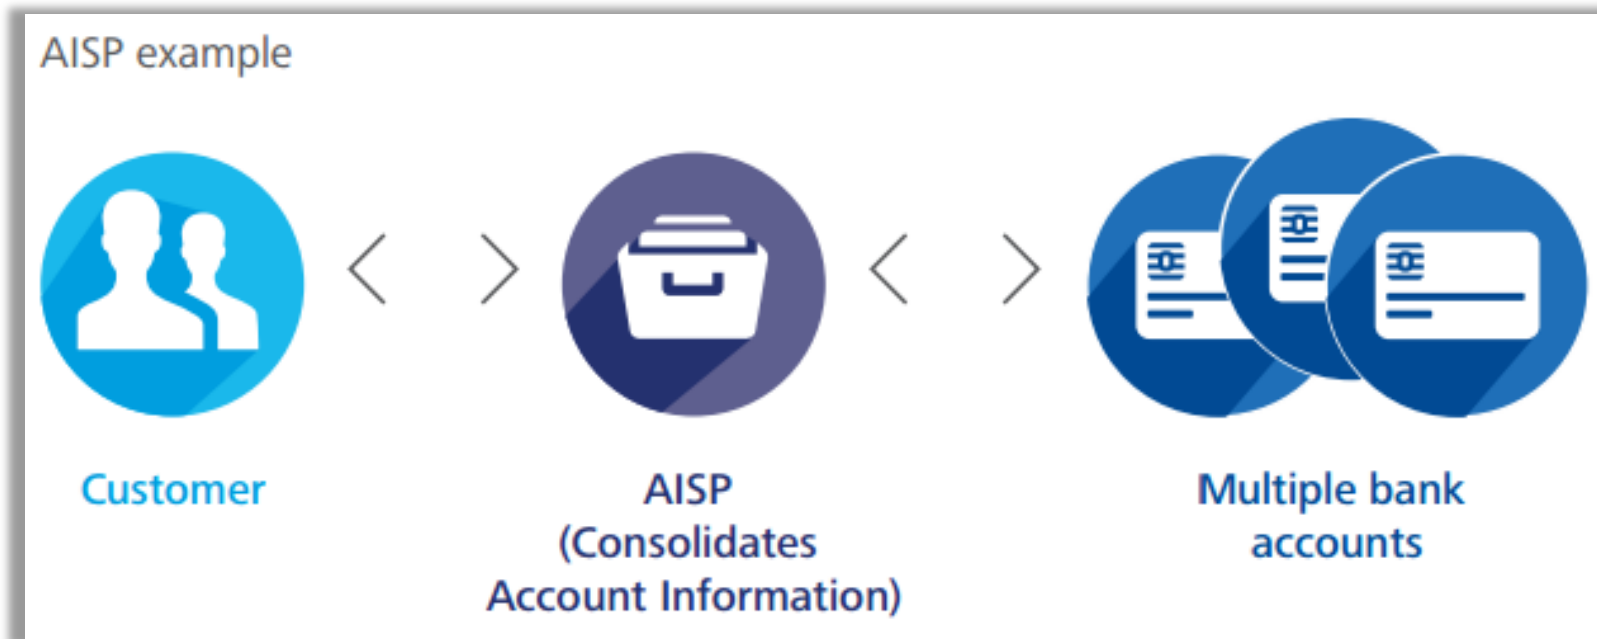 AISP example
Customer
AISP
(Consolidates
Account Information)
Multiple bank
accounts